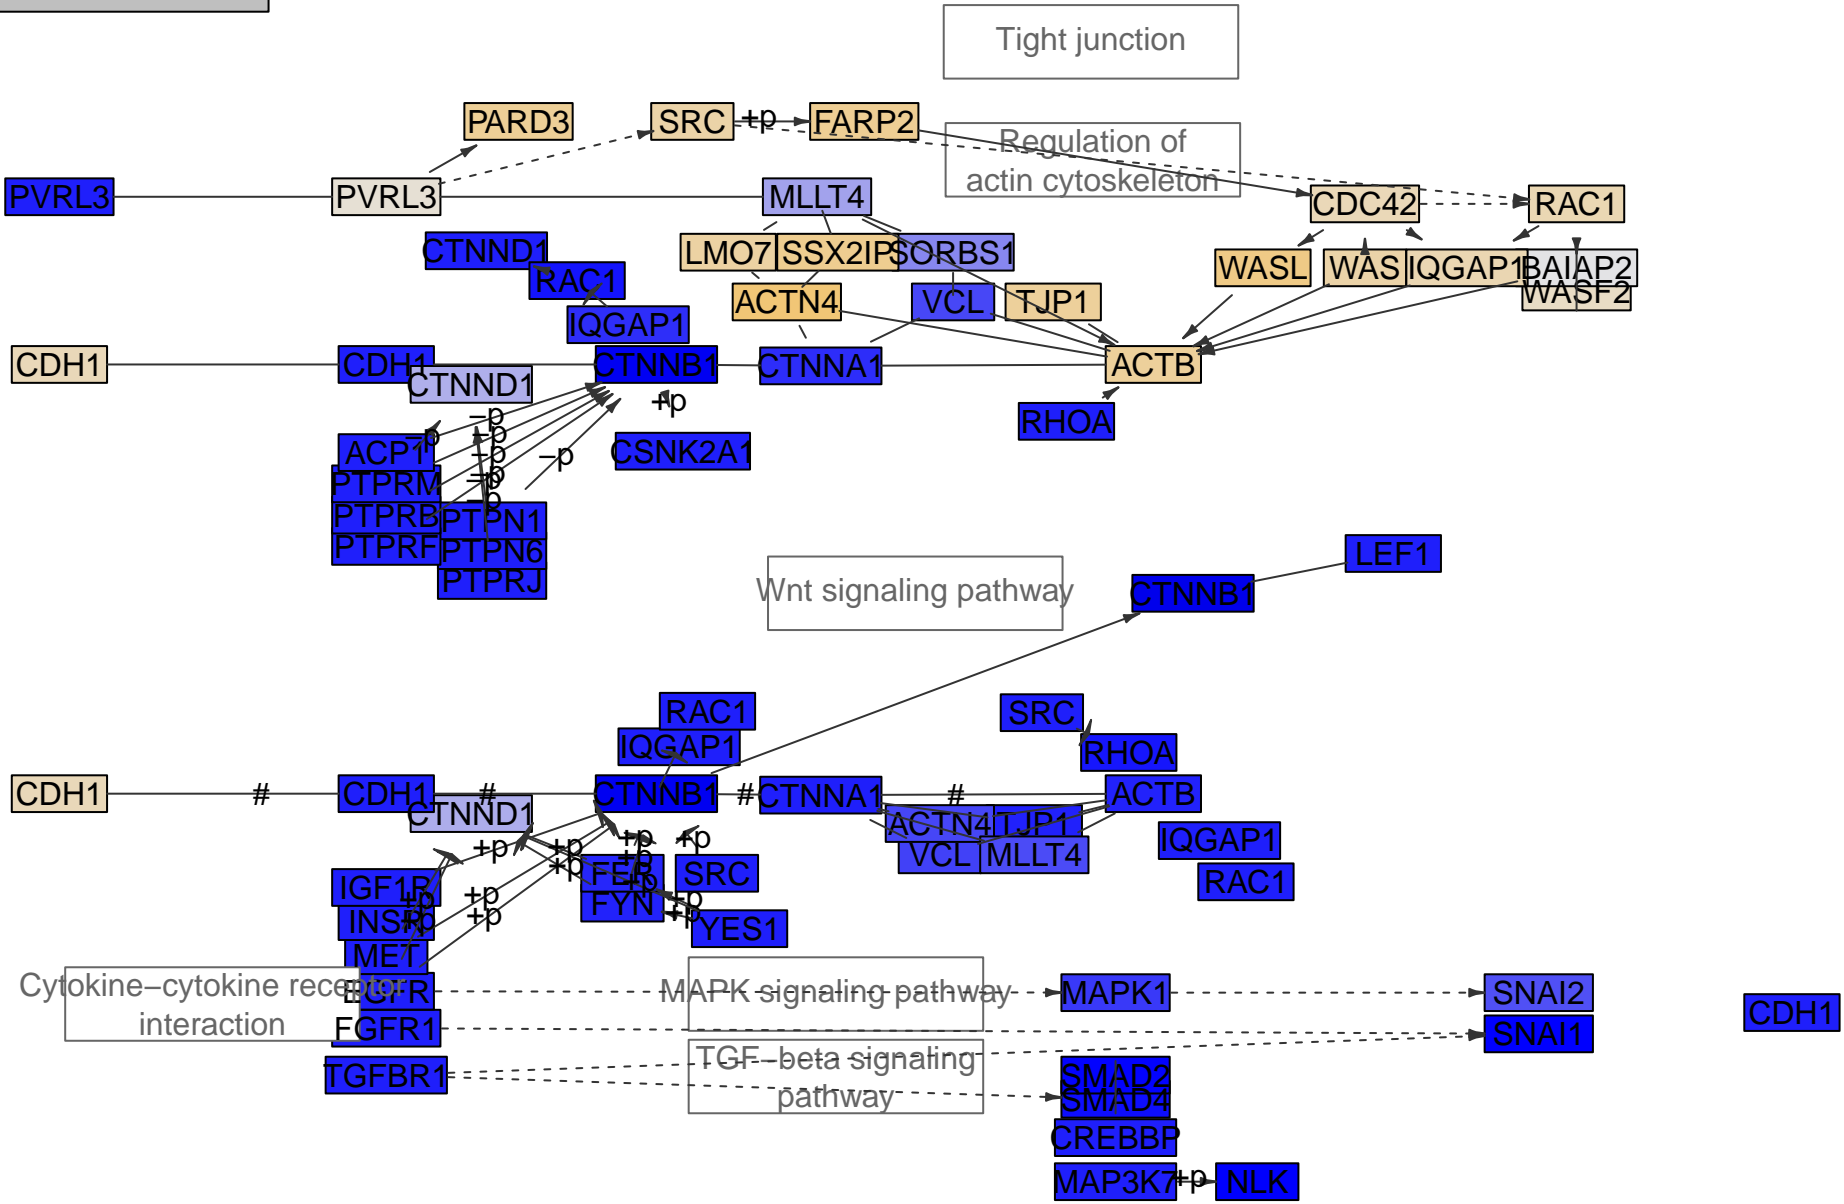 Tight junction
PARD3
SRC
+p
FARP2
Regulation of
actin cytoskeleton
PVRL3
PVRL3
MLLT4
CDC42
RAC1
CTNND1
LMO7
SSX2IP
SORBS1
WASL
WAS
IQGAP1
BAIAP2
RAC1
ACTN4
VCL
TJP1
WASF2
IQGAP1
CDH1
CDH1
CTNNB1
CTNNA1
ACTB
CTNND1
+p
RHOA
–p
–p
–p
ACP1
–p
–p
CSNK2A1
–p
PTPRM
–p
–p
PTPRB
PTPN1
PTPRF
PTPN6
LEF1
PTPRJ
Wnt signaling pathway
CTNNB1
RAC1
SRC
IQGAP1
RHOA
CDH1
#
CDH1
#
CTNNB1
#
CTNNA1
#
ACTB
CTNND1
ACTN4
TJP1
+p
+p
+p
+p
IQGAP1
+p
VCL
MLLT4
+p
FER
SRC
IGF1R
+p
RAC1
+p
+p
+p
FYN
INSR
+p
+p
+p
YES1
MET
Cytokine–cytokine receptor
interaction
EGFR
MAPK signaling pathway
MAPK1
SNAI2
CDH1
FGFR1
SNAI1
TGF–beta signaling
pathway
TGFBR1
SMAD2
SMAD4
CREBBP
MAP3K7
+p
NLK